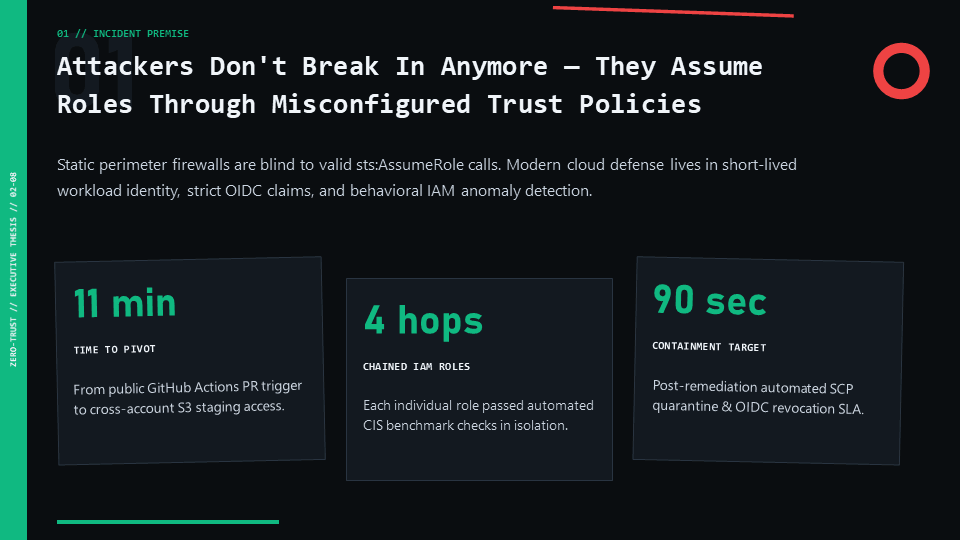 01 // INCIDENT PREMISE
01
Attackers Don't Break In Anymore — They Assume
Roles Through Misconfigured Trust Policies
Static perimeter firewalls are blind to valid sts:AssumeRole calls. Modern cloud defense lives in short-lived
workload identity, strict OIDC claims, and behavioral IAM anomaly detection.
ZERO-TRUST // EXECUTIVE THESIS // 02-08
11 min
TIME TO PIVOT
From public GitHub Actions PR trigger
to cross-account S3 staging access.
4 hops
CHAINED IAM ROLES
Each individual role passed automated
CIS benchmark checks in isolation.
90 sec
CONTAINMENT TARGET
Post-remediation automated SCP
quarantine & OIDC revocation SLA.